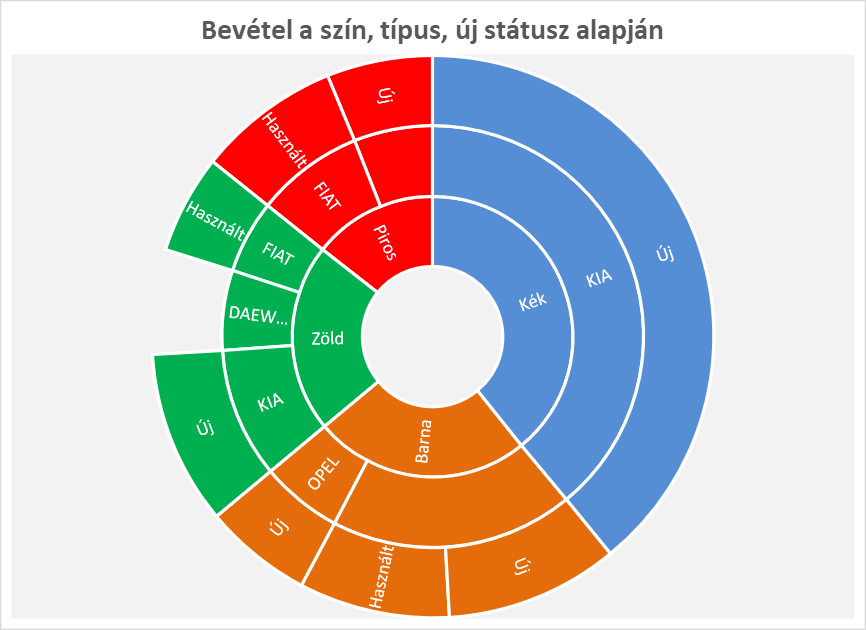 Bevétel a szín, típus, új státusz alapján
Új
Használt
FIAT
Piros
Használt
FIAT
DAEW...
Zöld
Kék
KIA
Új
KIA
Új
Barna
OPEL
Új
Használt
Új